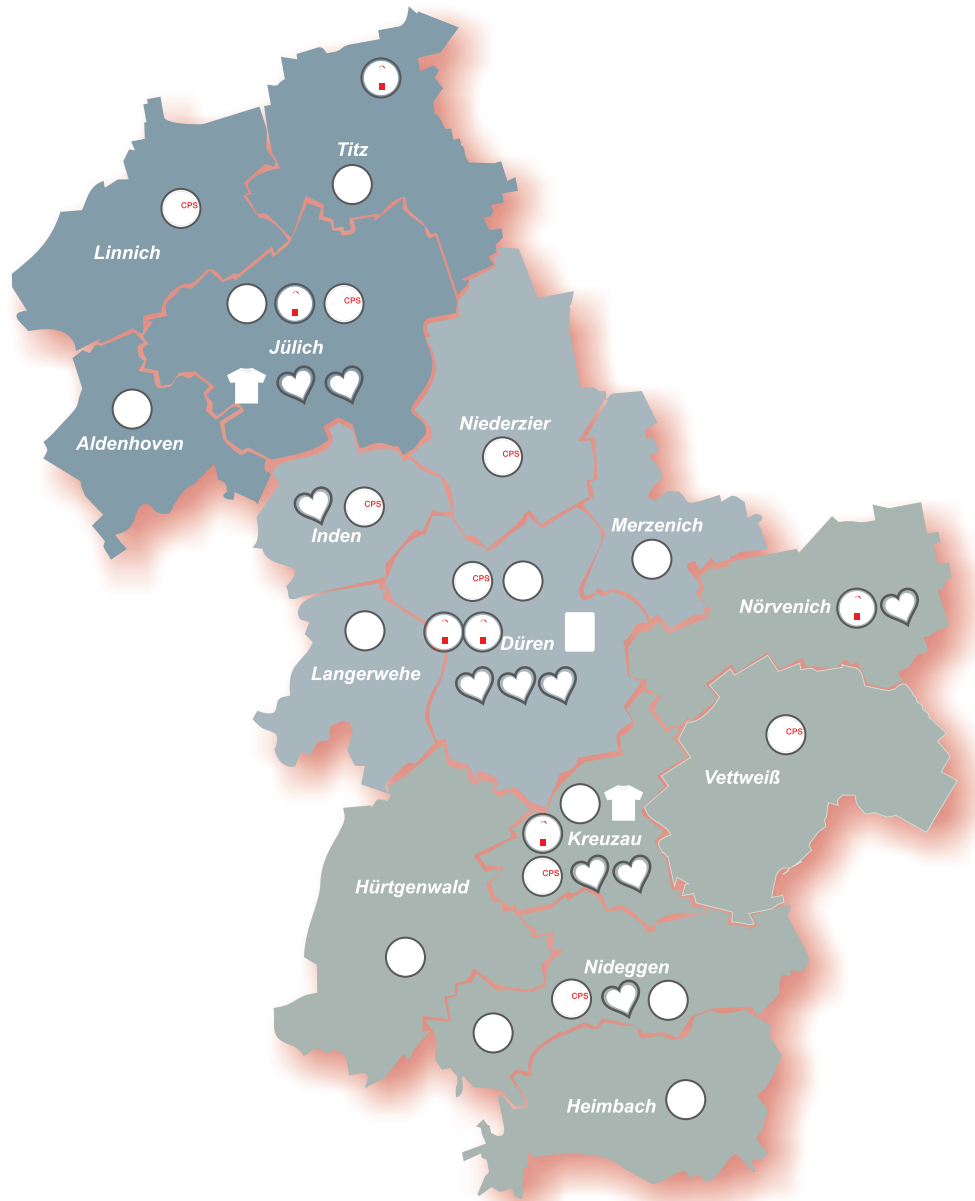 Titz
CPS
Linnich
CPS
Jülich
Aldenhoven
Niederzier
CPS
CPS
Inden
Merzenich
CPS
Nörvenich
Düren
Langerwehe
CPS
Vettweiß
Kreuzau
CPS
Hürtgenwald
Nideggen
CPS
Heimbach